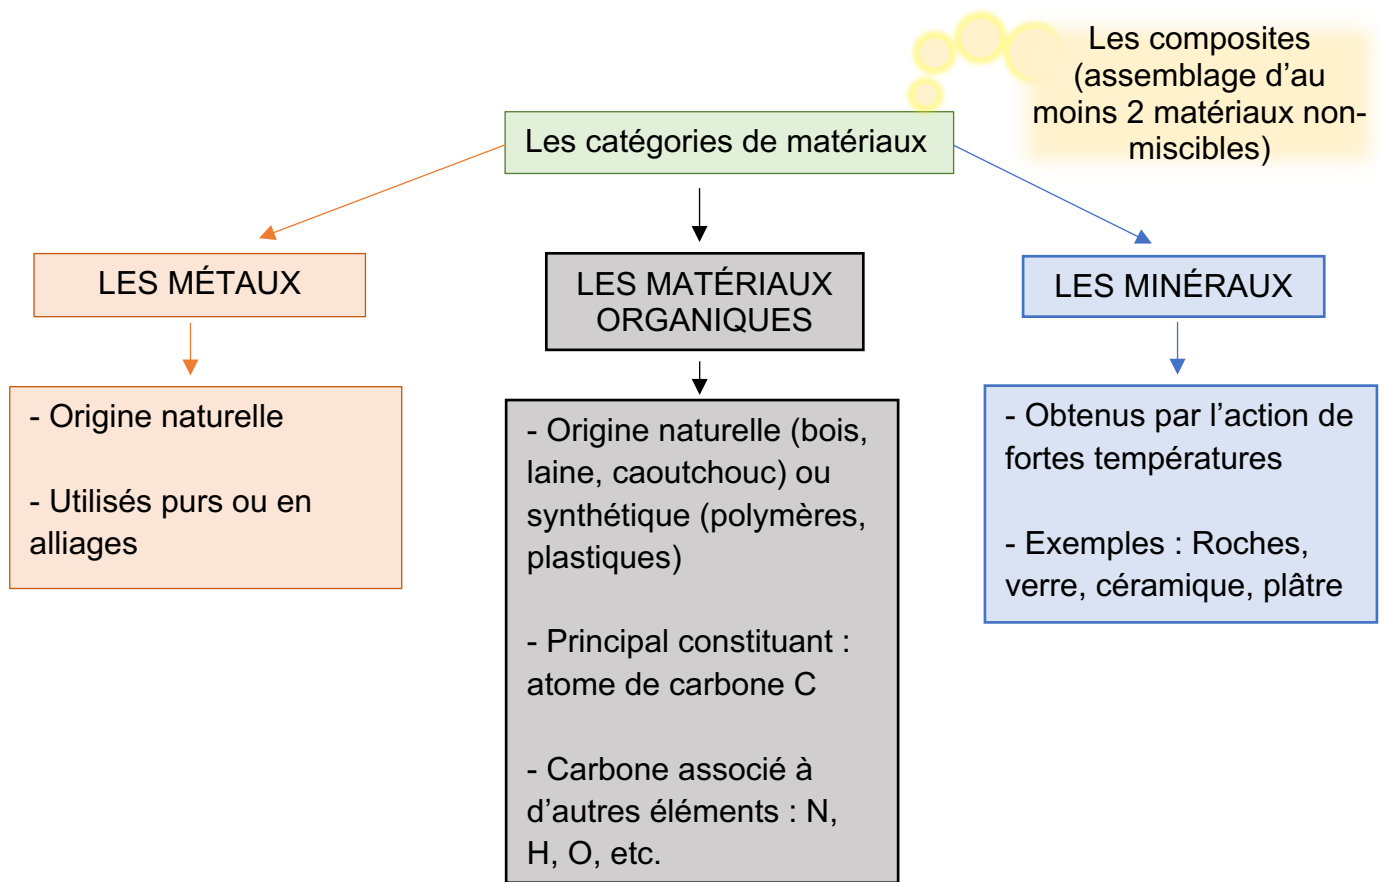 Les composites
(assemblage d’au
moins 2 matériaux non-
miscibles)
Les catégories de matériaux
LES MÉTAUX
- Origine naturelle
- Utilisés purs ou en
alliages
LES MATÉRIAUX
ORGANIQUES
- Origine naturelle (bois,
laine, caoutchouc) ou
synthétique (polymères,
plastiques)
- Principal constituant :
atome de carbone C
- Carbone associé à
d’autres éléments : N,
H, O, etc.
LES MINÉRAUX
- Obtenus par l’action de
fortes températures
- Exemples : Roches,
verre, céramique, plâtre